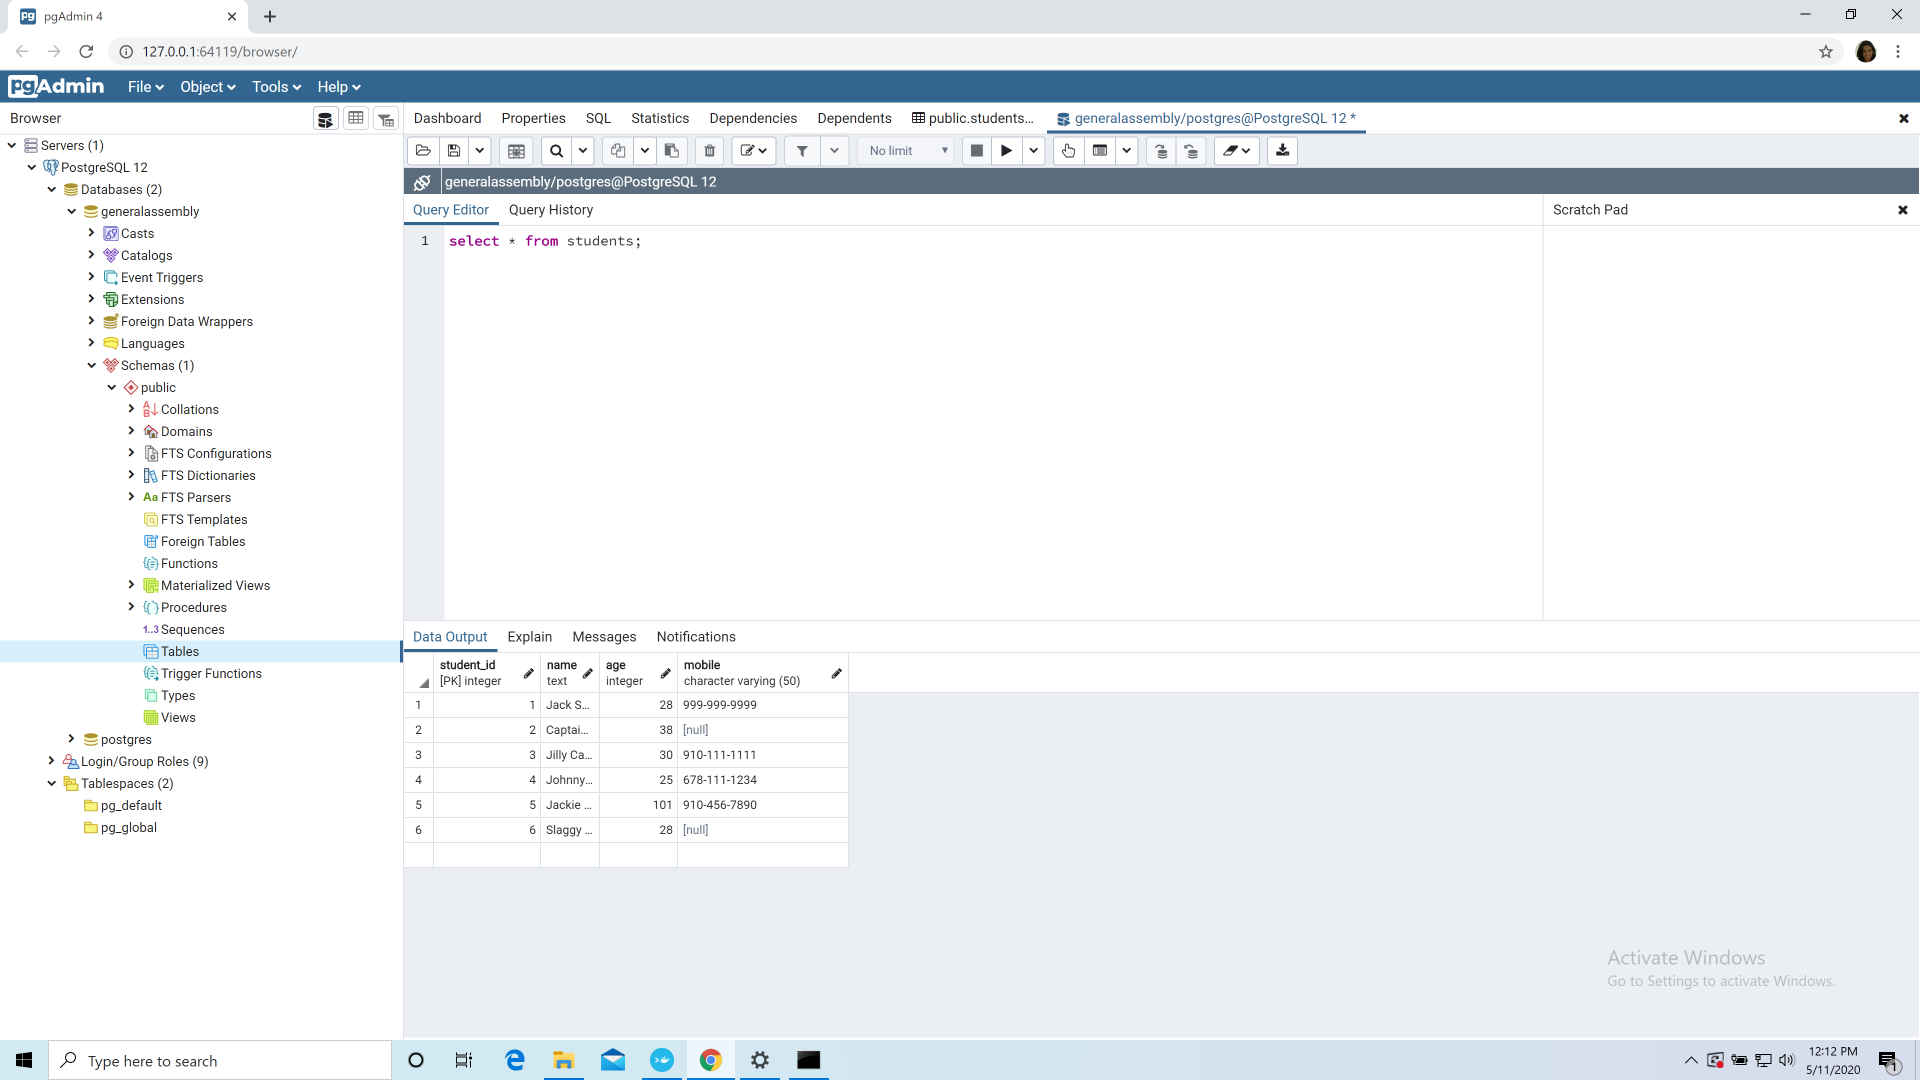 pgAdmin 4
127.0.0.1:64119/browser/
pgAdmin File Object Tools Help
Browser
Dashboard Properties SQL Statistics Dependencies Dependents public.students... generalassembly/postgres@PostgreSQL 12 *
Servers (1)
PostgreSQL 12
Databases (2)
generalassembly
Casts
Catalogs
Event Triggers
Extensions
Foreign Data Wrappers
Languages
Schemas (1)
public
Collations
Domains
FTS Configurations
FTS Dictionaries
Aa FTS Parsers
FTS Templates
Foreign Tables
Functions
Materialized Views
Procedures
1..3 Sequences
Tables
Trigger Functions
Types
Views
postgres
Login/Group Roles (9)
Tablespaces (2)
pg_default
pg_global
No limit
generalassembly/postgres@PostgreSQL 12
Query Editor Query History
Scratch Pad
1 select * from students;
Data Output Explain Messages Notifications
student_id name age mobile
[PK] integer text integer character varying (50)
1 1 Jack S... 28 999-999-9999
2 2 Captai... 38 [null]
3 3 Jilly Ca... 30 910-111-1111
4 4 Johnny... 25 678-111-1234
5 5 Jackie ... 101 910-456-7890
6 6 Slaggy ... 28 [null]
Activate Windows
Go to Settings to activate Windows.
Type here to search
12:12 PM
5/11/2020
1